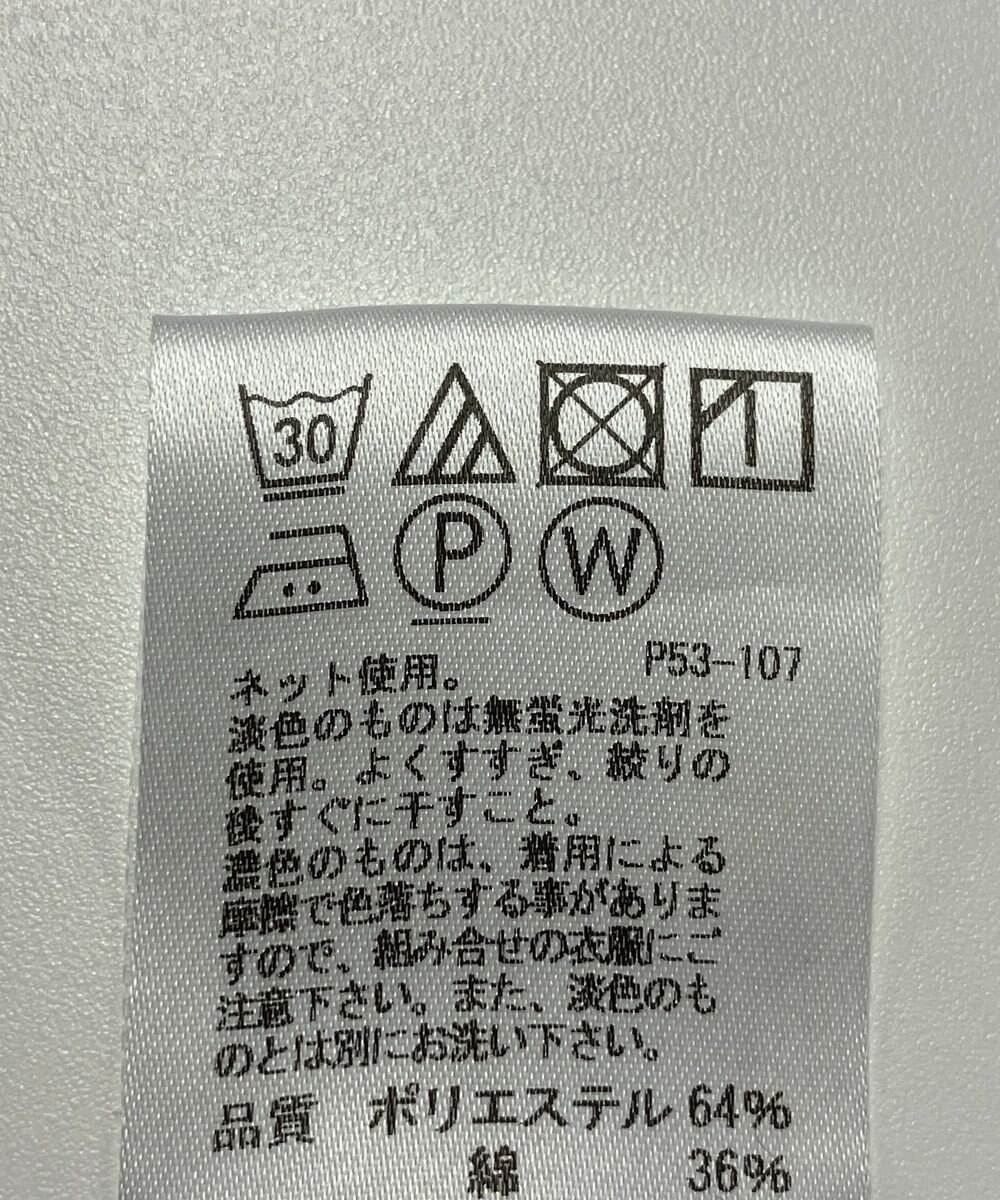 30
P W
P53-107
ネット使用。
淡色のものは無蛍光洗剤を
使用。よくすすぎ、絞りの
後すぐに干すこと。
濃色のものは、着用による
摩擦で色落ちする事がありま
すので、組み合せの衣服にご
注意下さい。また、淡色のも
のとは別にお洗い下さい。
品質 ポリエステル 64%
綿 36%